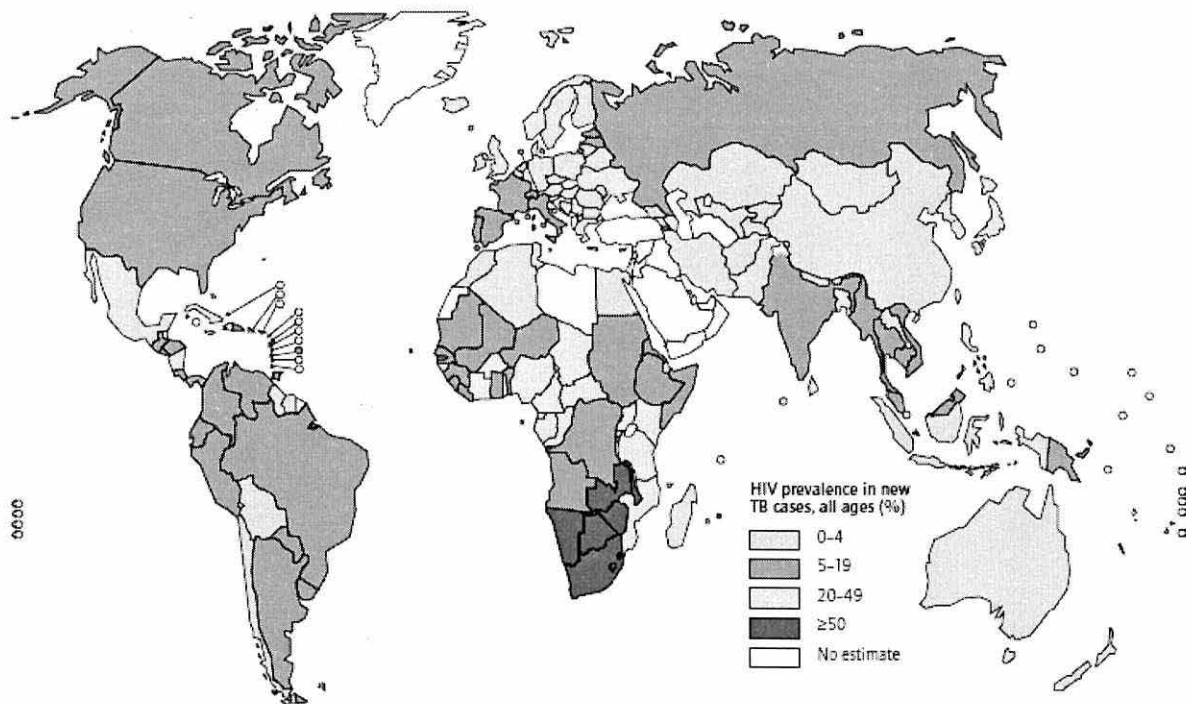 HIV prevalence in new
TB cases, all ages (%)
0–4
5–19
20–49
≥50
No estimate